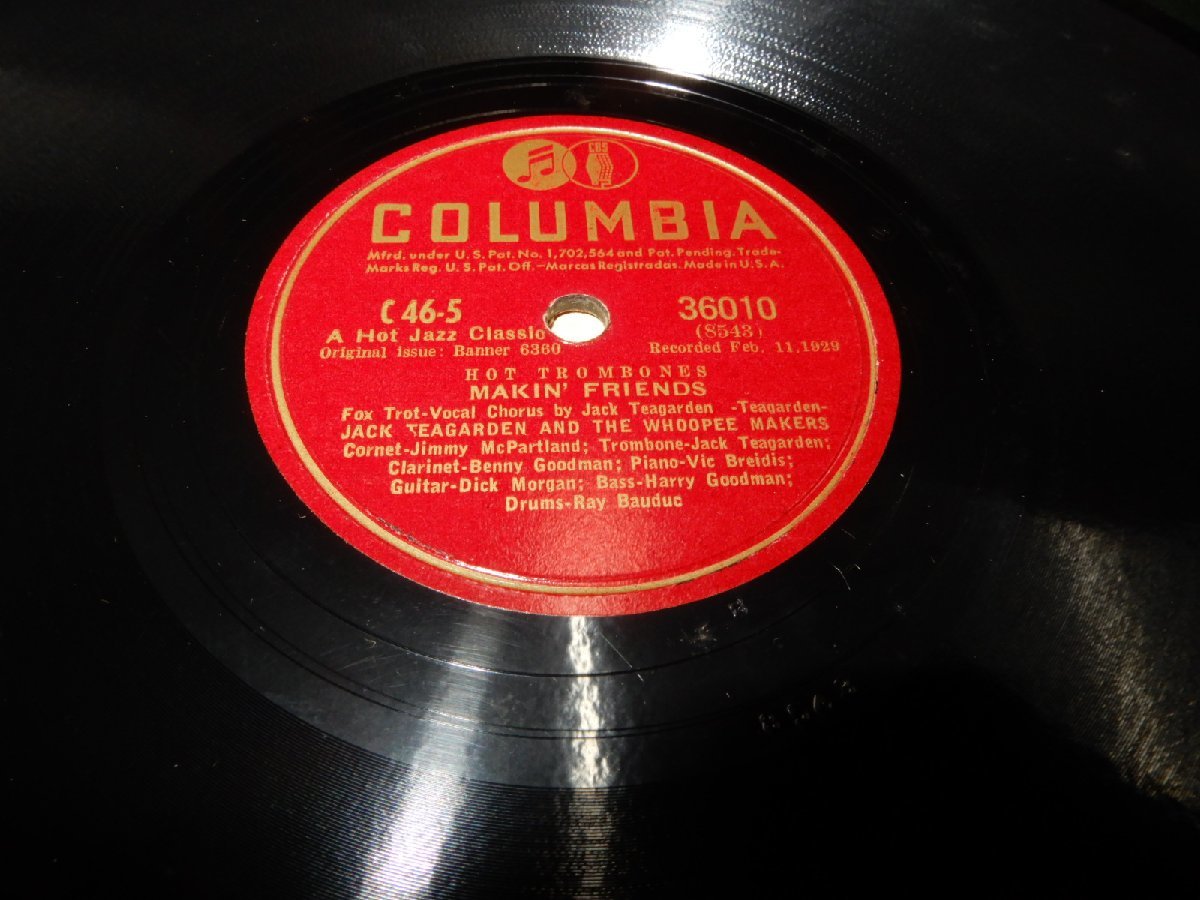 CBS
COLUMBIA
Mfrd. under U.S. Pat. No. 1,702,564 and Pat. Pending. Trade-
Marks Reg. U.S. Pat. Off.—Marcas Registradas. Made in U.S.A.
C 46-5 36010
A Hot Jazz Classic (8543)
Original issue: Banner 6360 Recorded Feb. 11, 1929
HOT TROMBONES
MAKIN' FRIENDS
Fox Trot-Vocal Chorus by Jack Teagarden -Teagarden-
JACK TEAGARDEN AND THE WHOOPEE MAKERS
Cornet-Jimmy McPartland; Trombone-Jack Teagarden;
Clarinet-Benny Goodman; Piano-Vic Breidis;
Guitar-Dick Morgan; Bass-Harry Goodman;
Drums-Ray Bauduc